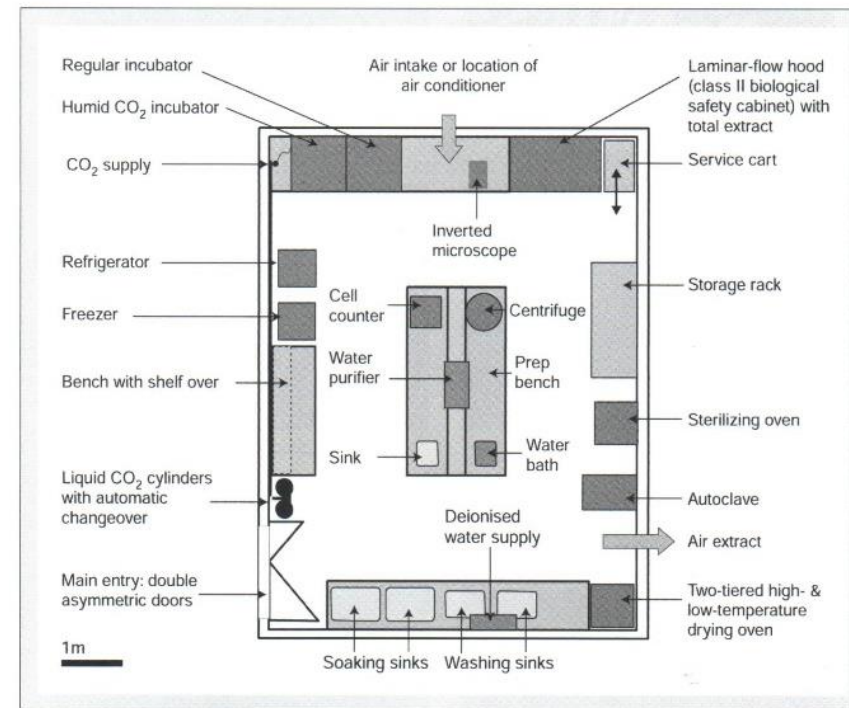 Regular incubator
Humid CO₂ incubator
CO₂ supply
Air intake or location of
air conditioner
Laminar-flow hood
(class II biological
safety cabinet) with
total extract
Service cart
Inverted
microscope
Refrigerator
Freezer
Bench with shelf over
Cell
counter
Centrifuge
Water
purifier
Prep
bench
Sink
Water
bath
Storage rack
Sterilizing oven
Autoclave
Air extract
Liquid CO₂ cylinders
with automatic
changeover
Deionised
water supply
Main entry: double
asymmetric doors
Two-tiered high- &
low-temperature
drying oven
1m
Soaking sinks
Washing sinks